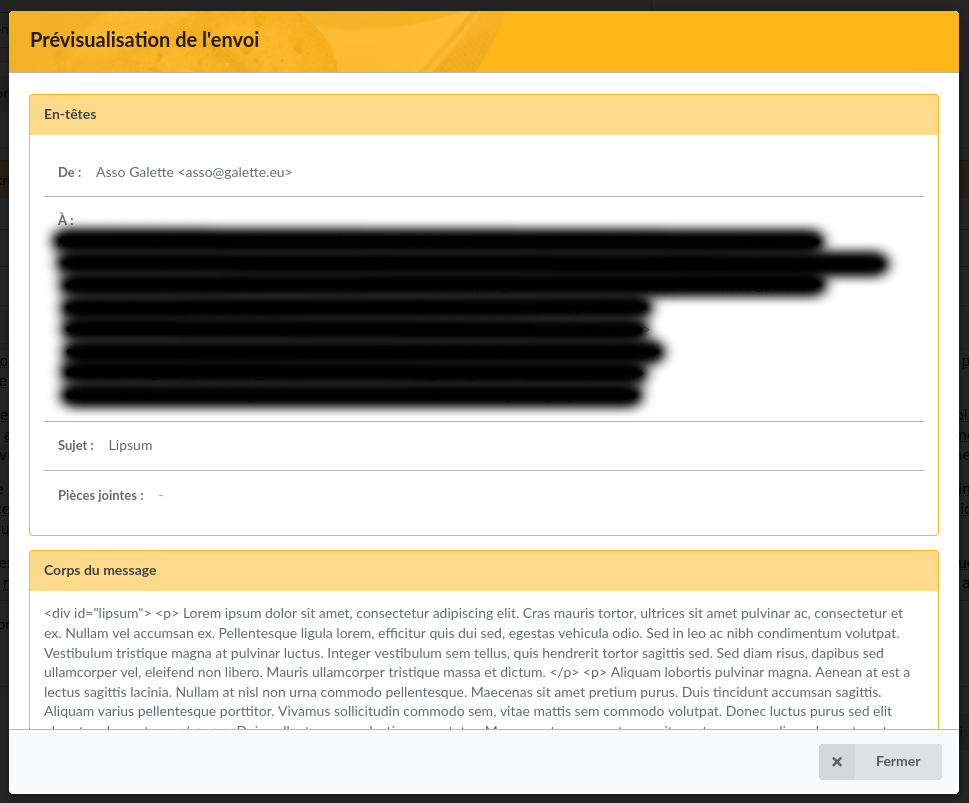 Prévisualisation de l'envoi
En-têtes
De : Asso Galette <asso@galette.eu>
À :
Sujet : Lipsum
Pièces jointes : -
Corps du message
<div id="lipsum"> <p> Lorem ipsum dolor sit amet, consectetur adipiscing elit. Cras mauris tortor, ultrices sit amet pulvinar ac, consectetur et
ex. Nullam vel accumsan ex. Pellentesque ligula lorem, efficitur quis dui sed, egestas vehicula odio. Sed in leo ac nibh condimentum volutpat.
Vestibulum tristique magna at pulvinar luctus. Integer vestibulum sem tellus, quis hendrerit tortor sagittis sed. Sed diam risus, dapibus sed
ullamcorper vel, eleifend non libero. Mauris ullamcorper tristique massa et dictum. </p> <p> Aliquam lobortis pulvinar magna. Aenean at est a
lectus sagittis lacinia. Nullam at nisl non urna commodo pellentesque. Maecenas sit amet pretium purus. Duis tincidunt accumsan sagittis.
Aliquam varius pellentesque porttitor. Vivamus sollicitudin commodo sem, vitae mattis sem commodo volutpat. Donec luctus purus sed elit
Fermer